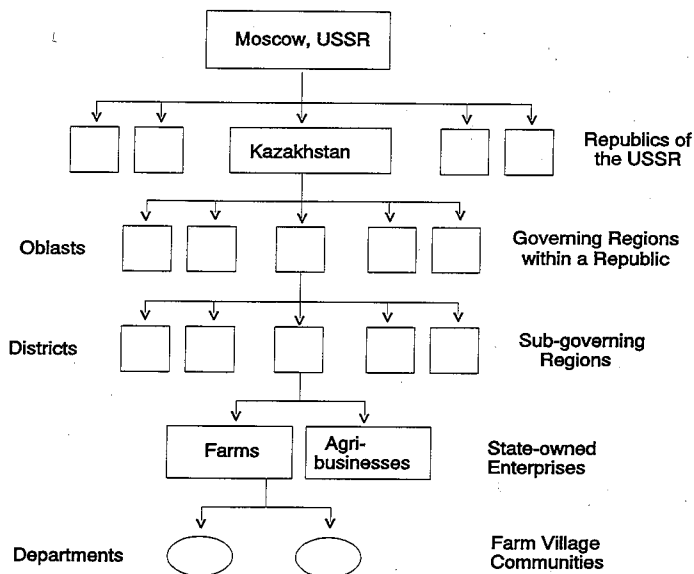 Moscow, USSR
Kazakhstan
Republics of
the USSR
Oblasts
Governing Regions
within a Republic
Districts
Sub-governing
Regions
Farms
Agri-
businesses
State-owned
Enterprises
Departments
Farm Village
Communities